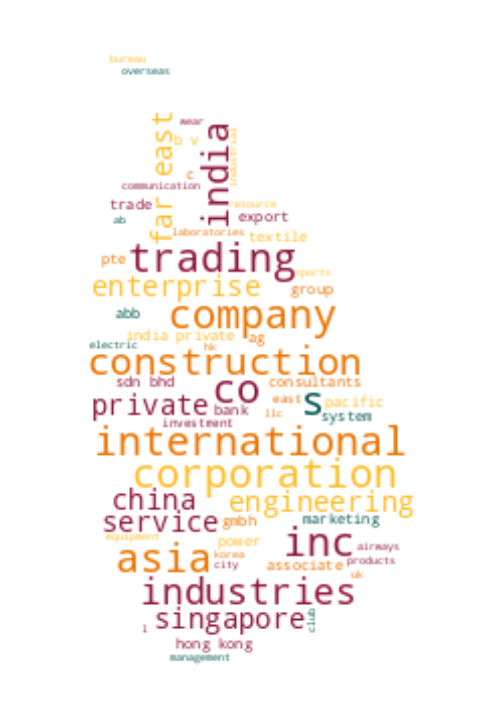 bureau
overseas
far east
wear
india
industrial
b v
c
communication
trade
resource
ab
export
laboratories
textile
pte
trading
sports
enterprise
group
abb
company
india private
ag
electric
hk
construction
sdn bhd
co
consultants
private
bank
east
s
pacific
llc
system
investment
international
corporation
china
engineering
service
gmbh
marketing
equipment
power
inc
airways
asia
korea
city
associate
products
uk
industries
l
singapore
club
hong kong
management